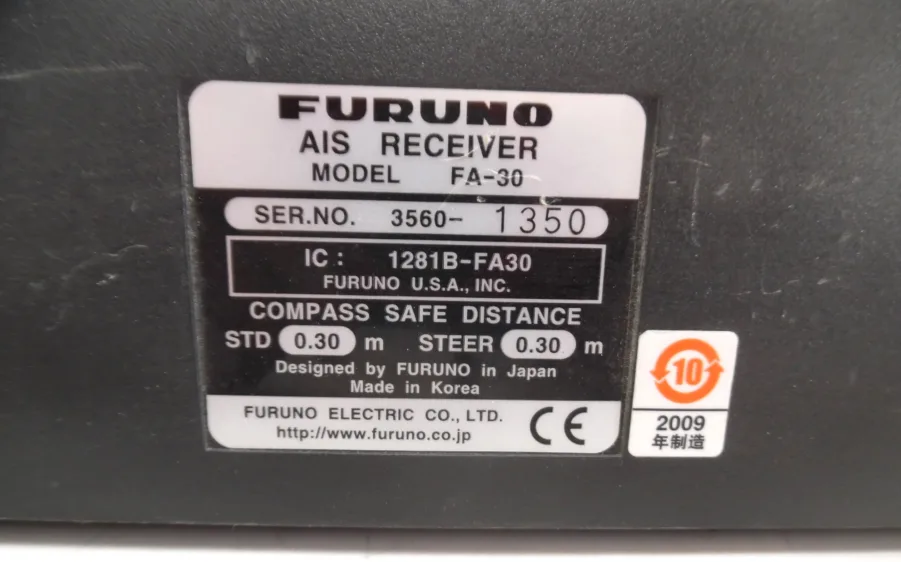 FURUNO
AIS RECEIVER
MODEL FA-30
SER.NO. 3560- 1350
IC : 1281B-FA30
FURUNO U.S.A., INC.
COMPASS SAFE DISTANCE
STD 0.30 m STEER 0.30 m
Designed by FURUNO in Japan
Made in Korea
FURUNO ELECTRIC CO., LTD.
http://www.furuno.co.jp
CE
10
2009
年制造